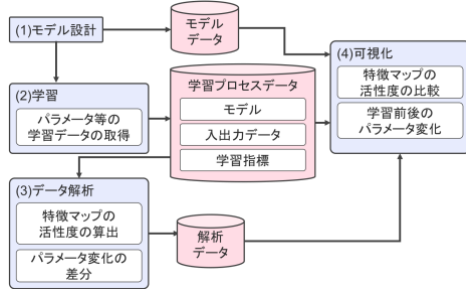 (1)モデル設計
モデル
データ
(2)学習
パラメータ等の
学習データの取得
学習プロセスデータ
モデル
入出力データ
学習指標
(3)データ解析
特徴マップの
活性度の算出
パラメータ変化の
差分
解析
データ
(4)可視化
特徴マップの
活性度の比較
学習前後の
パラメータ変化